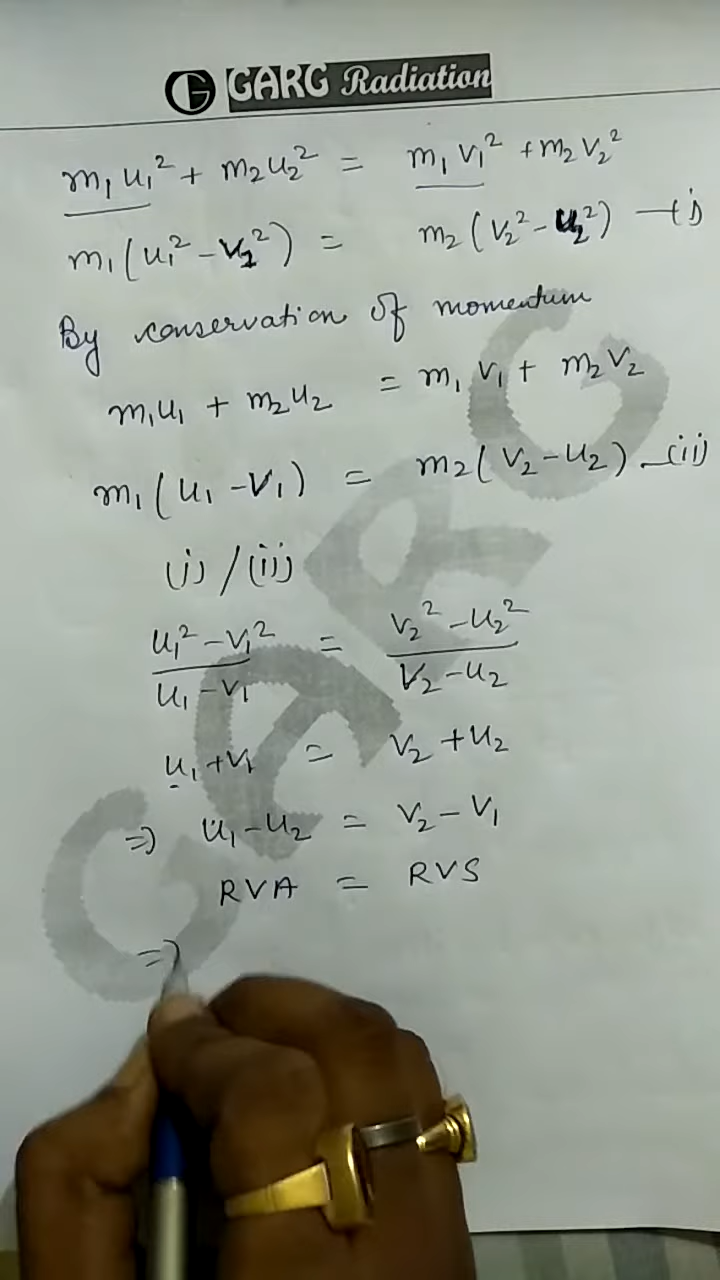 G GARG Radiation
m₁u₁² + m₂u₂² = m₁v₁² + m₂v₂²
m₁(u₁² - v₁²) = m₂(v₂² - u₂²) —(i)
By conservation of momentum
m₁u₁ + m₂u₂ = m₁v₁ + m₂v₂
m₁(u₁ - v₁) = m₂(v₂ - u₂) —(ii)
(i) / (ii)
u₁² - v₁² / u₁ - v₁ = v₂² - u₂² / v₂ - u₂
u₁ + v₁ = v₂ + u₂
⇒ u₁ - u₂ = v₂ - v₁
RVA = RVS
⇒
GARG